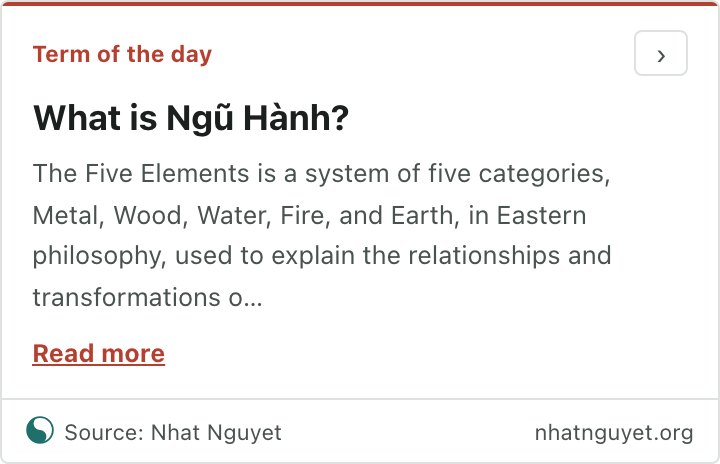 Term of the day
›
What is Ngũ Hành?
The Five Elements is a system of five categories,
Metal, Wood, Water, Fire, and Earth, in Eastern
philosophy, used to explain the relationships and
transformations o...
Read more
Source: Nhat Nguyet
nhatnguyet.org